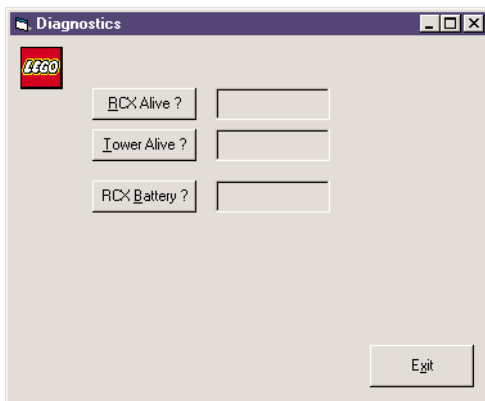 Diagnostics
LEGO
RCX Alive ?
Tower Alive ?
RCX Battery ?
Exit